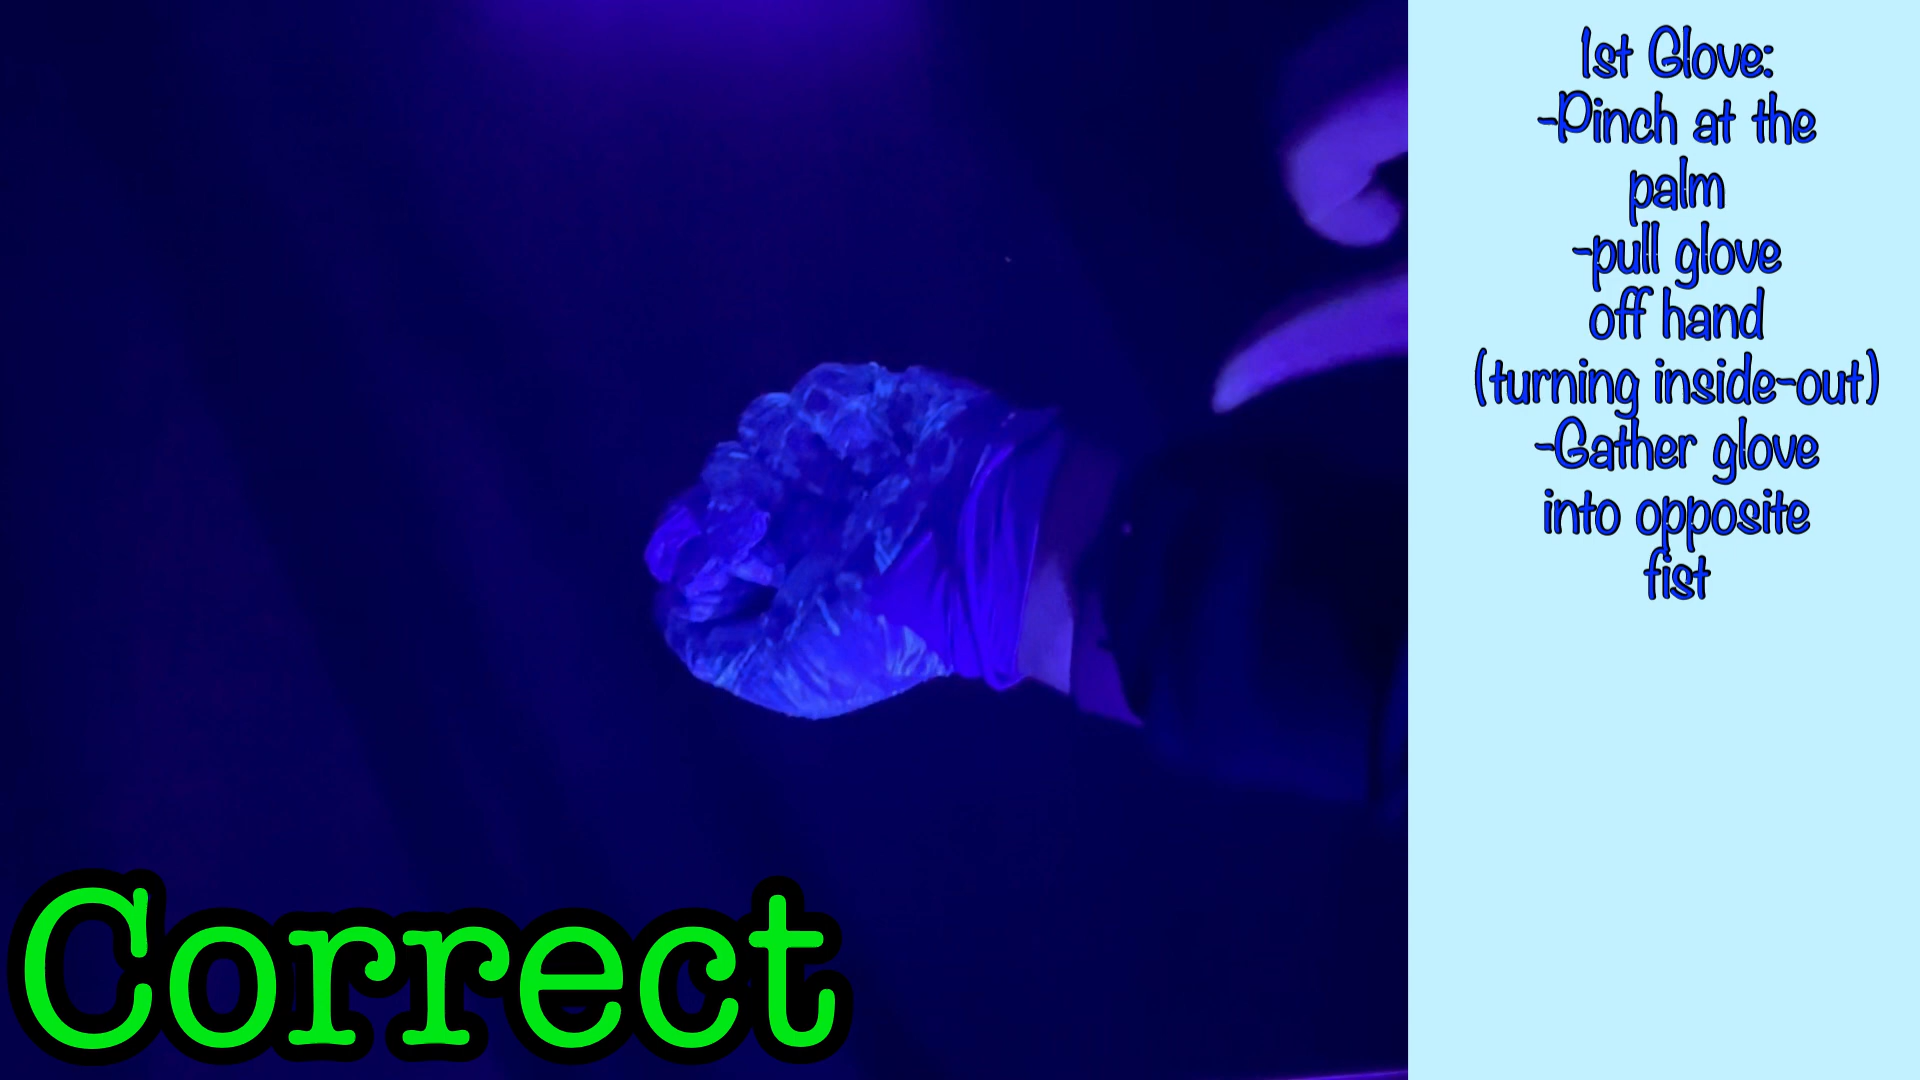 1st Glove:
-Pinch at the
palm
-pull glove
off hand
(turning inside-out)
-Gather glove
into opposite
fist
Correct